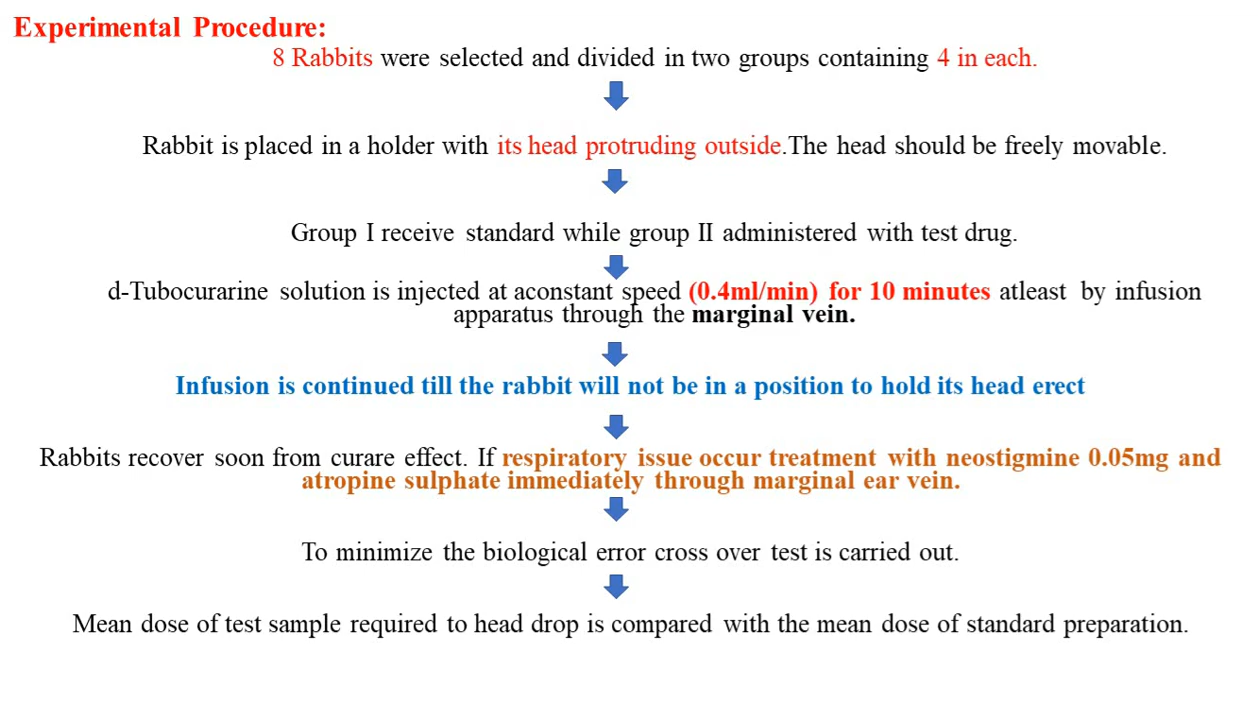 Experimental Procedure:
8 Rabbits were selected and divided in two groups containing 4 in each.
Rabbit is placed in a holder with its head protruding outside.The head should be freely movable.
Group I receive standard while group II administered with test drug.
d-Tubocurarine solution is injected at aconstant speed (0.4ml/min) for 10 minutes atleast by infusion
apparatus through the marginal vein.
Infusion is continued till the rabbit will not be in a position to hold its head erect
Rabbits recover soon from curare effect. If respiratory issue occur treatment with neostigmine 0.05mg and
atropine sulphate immediately through marginal ear vein.
To minimize the biological error cross over test is carried out.
Mean dose of test sample required to head drop is compared with the mean dose of standard preparation.